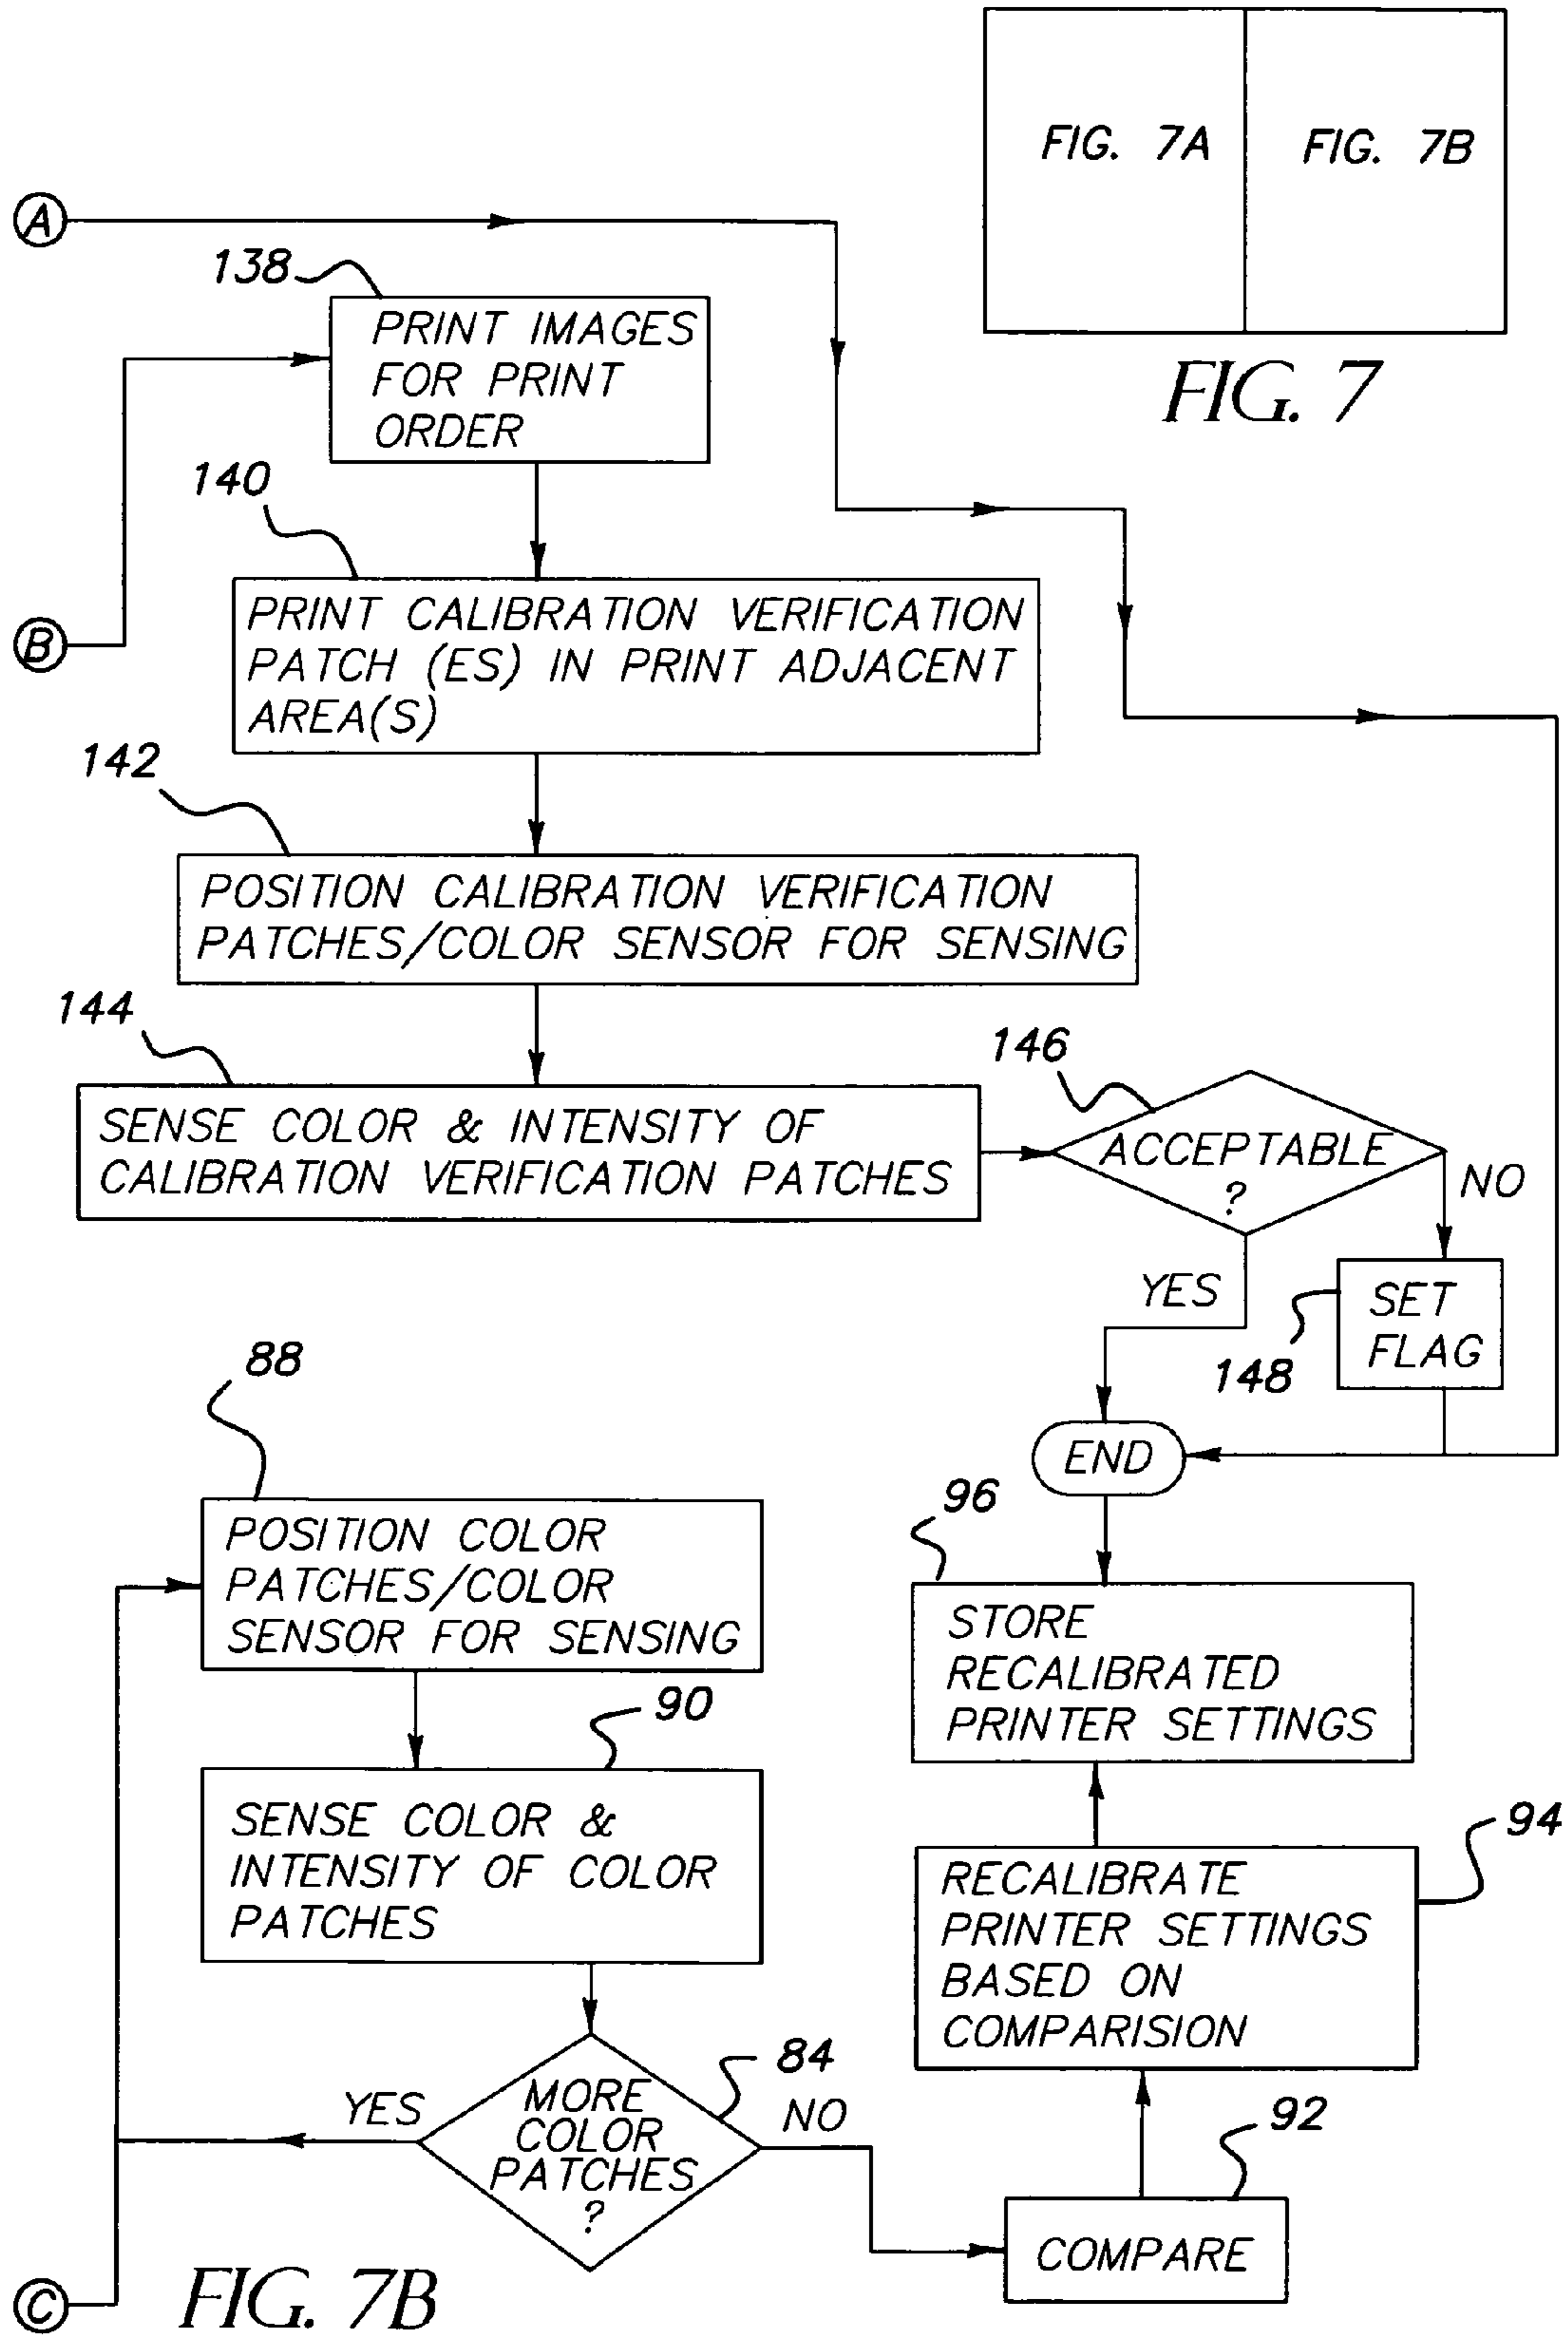 FIG. 7A
FIG. 7B
FIG. 7
A
138
PRINT IMAGES
FOR PRINT
ORDER
140
B
PRINT CALIBRATION VERIFICATION
PATCH (ES) IN PRINT ADJACENT
AREA(S)
142
POSITION CALIBRATION VERIFICATION
PATCHES/COLOR SENSOR FOR SENSING
144
SENSE COLOR & INTENSITY OF
CALIBRATION VERIFICATION PATCHES
146
ACCEPTABLE
?
NO
YES
SET
FLAG
148
END
88
POSITION COLOR
PATCHES/COLOR
SENSOR FOR SENSING
90
SENSE COLOR &
INTENSITY OF COLOR
PATCHES
84
MORE
COLOR
PATCHES
?
YES
NO
96
STORE
RECALIBRATED
PRINTER SETTINGS
94
RECALIBRATE
PRINTER SETTINGS
BASED ON
COMPARISION
92
COMPARE
C
FIG. 7B